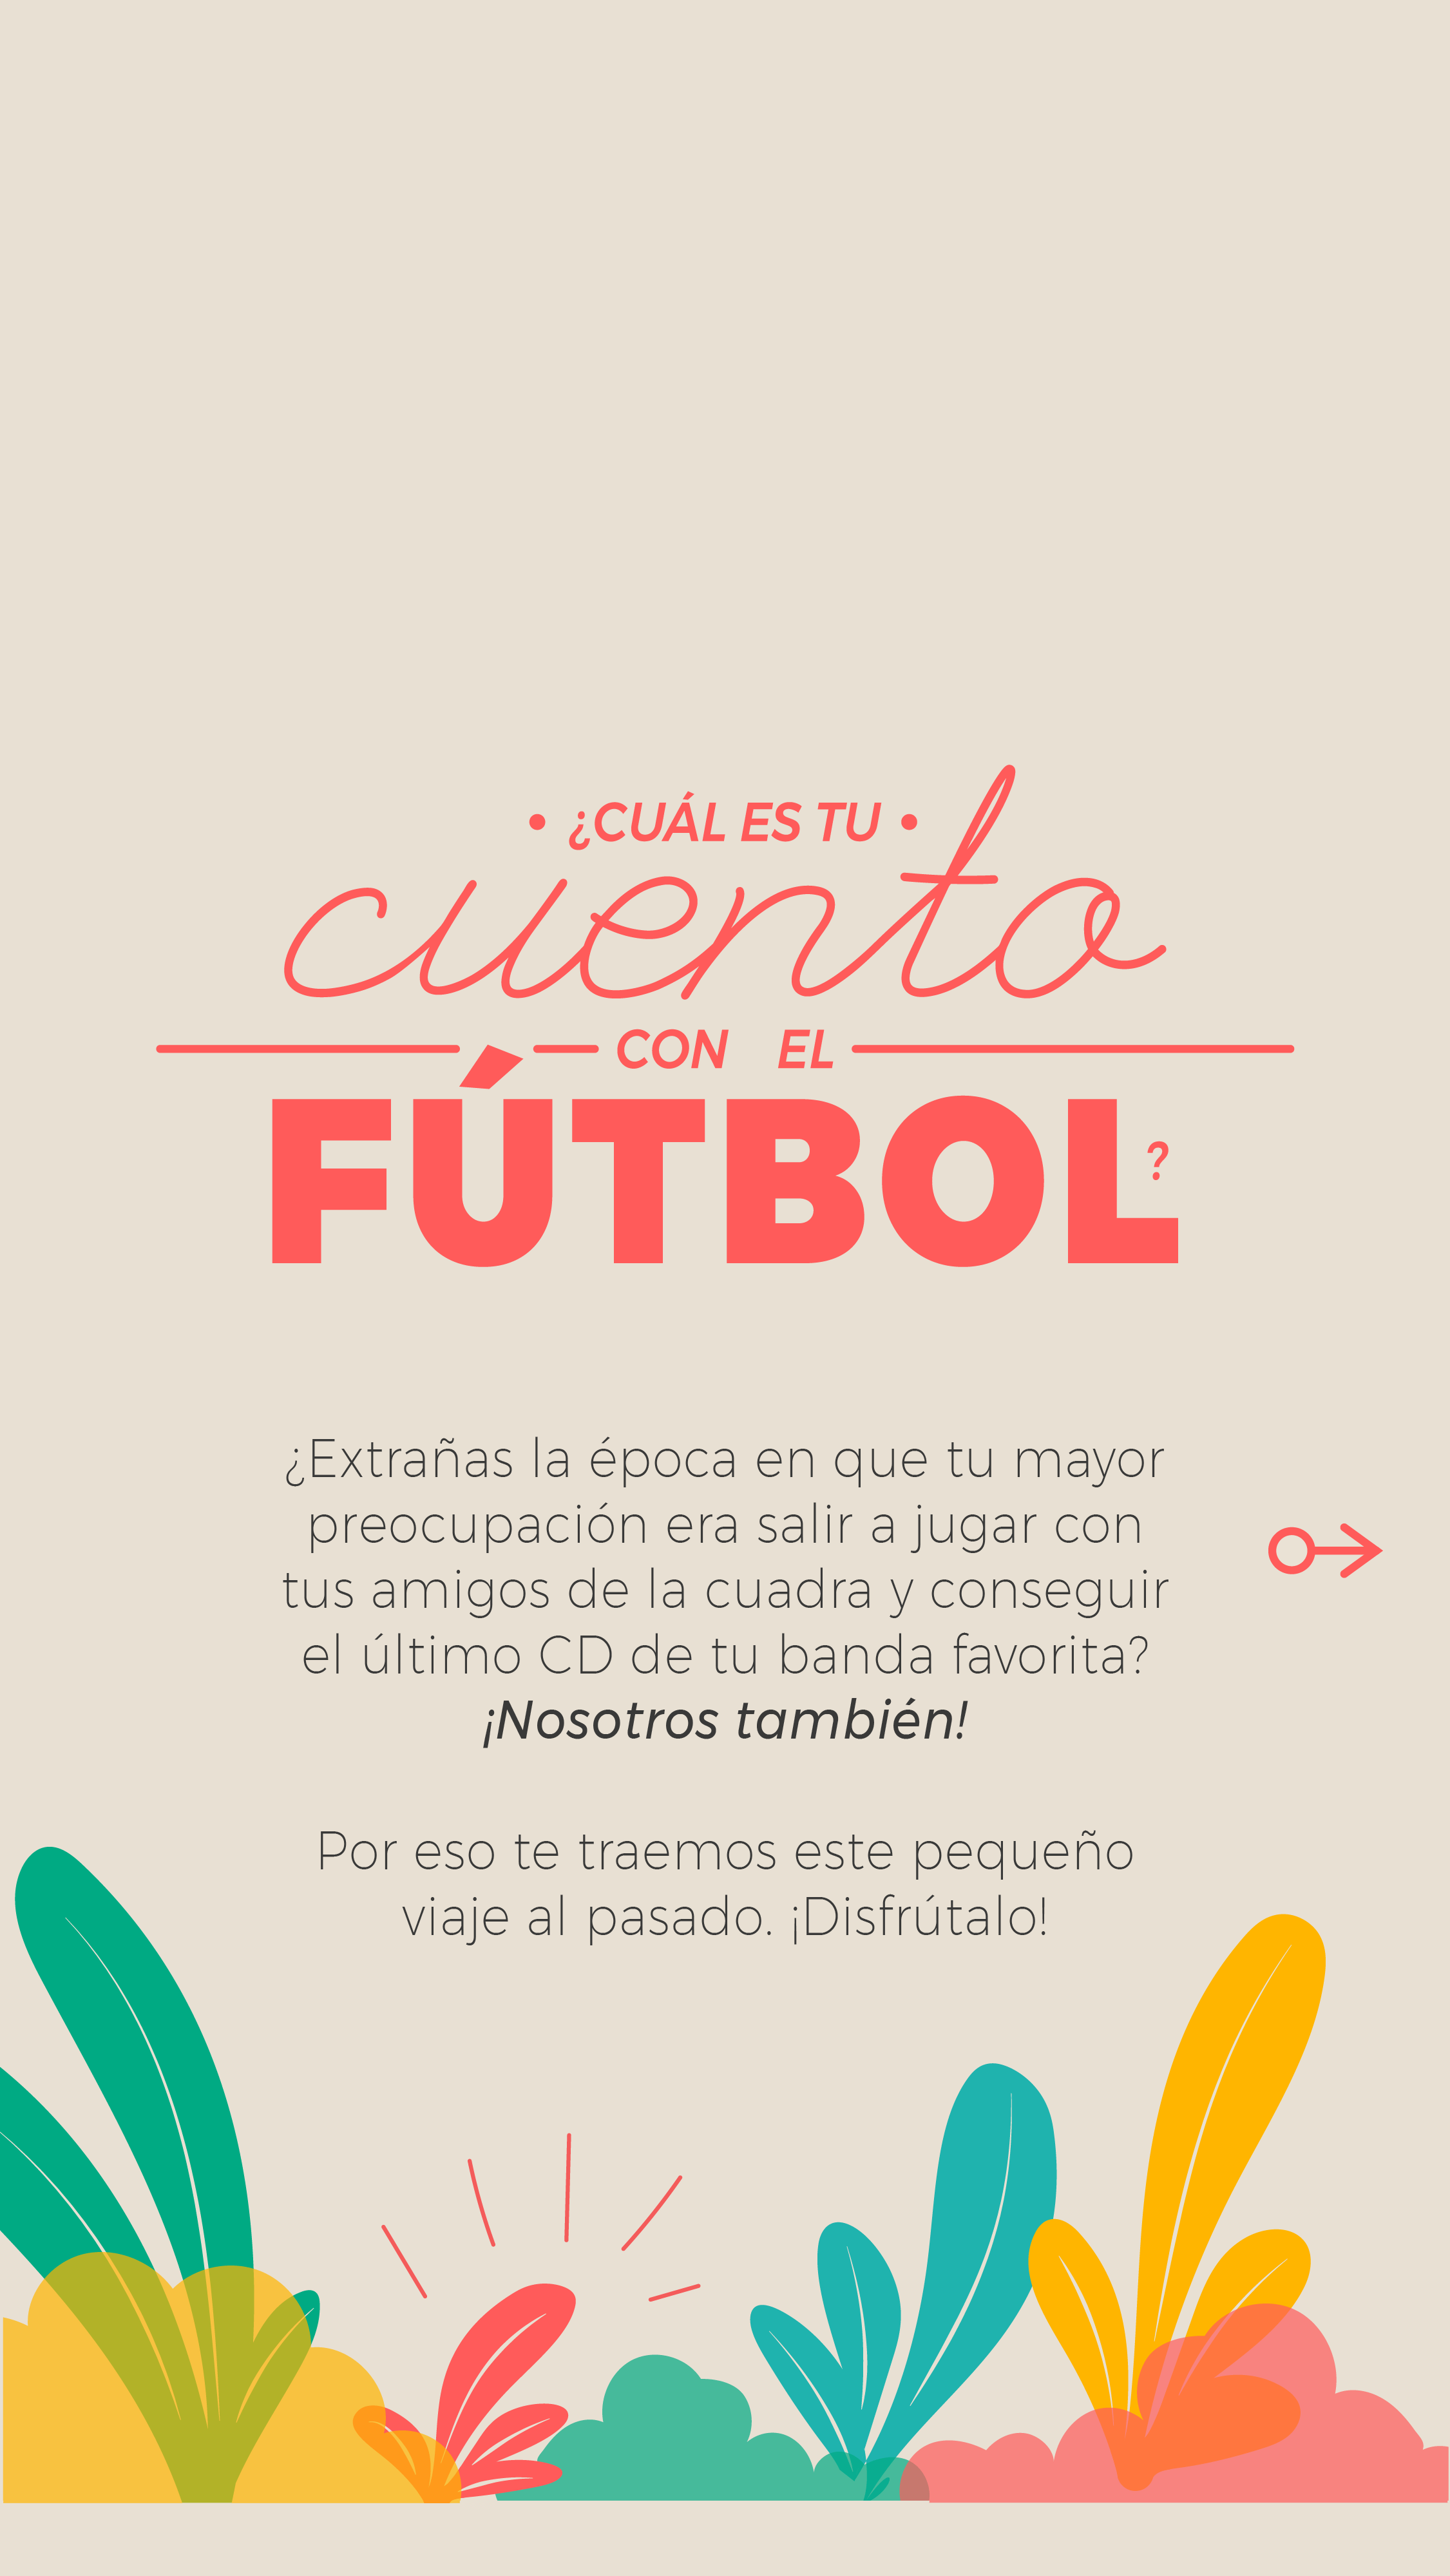 ¿CUÁL ES TU
cuento
CON EL
FÚTBOL?
¿Extrañas la época en que tu mayor
preocupación era salir a jugar con
tus amigos de la cuadra y conseguir
el último CD de tu banda favorita?
¡Nosotros también!
Por eso te traemos este pequeño
viaje al pasado. ¡Disfrútalo!